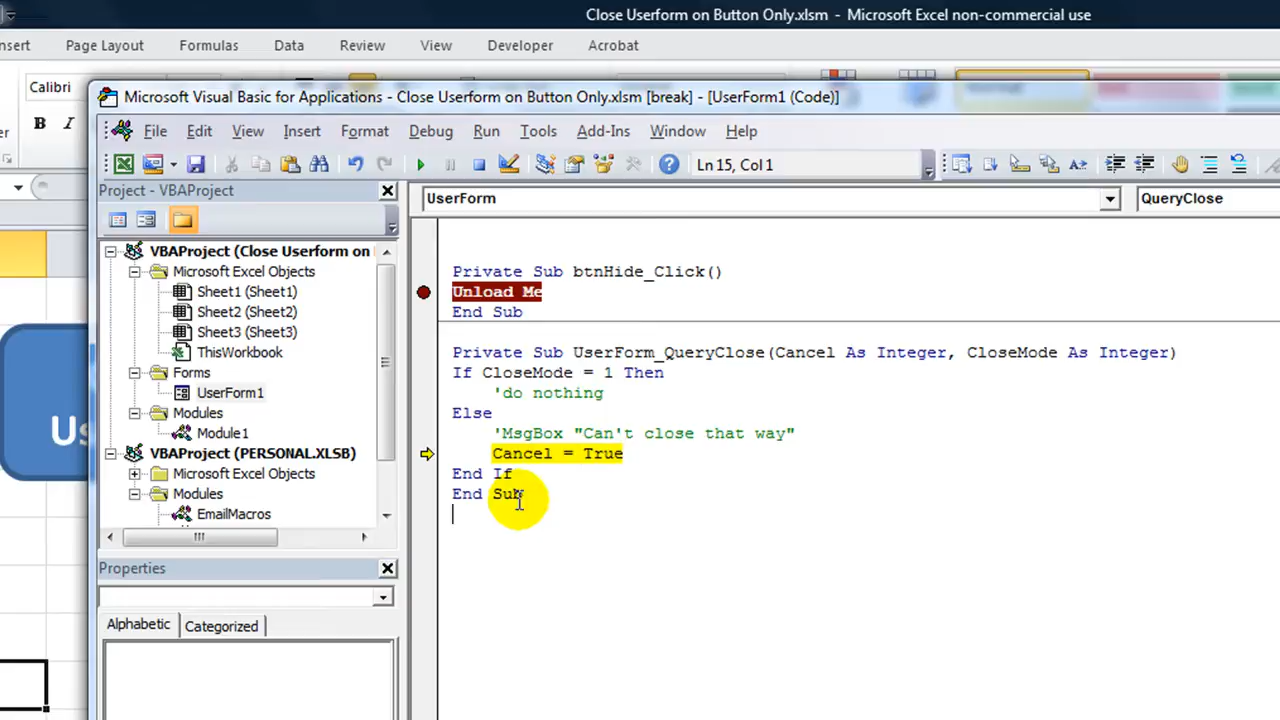 Close Userform on Button Only.xlsm - Microsoft Excel non-commercial use
nsert Page Layout Formulas Data Review View Developer Acrobat
Calibri
B I
Microsoft Visual Basic for Applications - Close Userform on Button Only.xlsm [break] - [UserForm1 (Code)]
File Edit View Insert Format Debug Run Tools Add-Ins Window Help
Ln 15, Col 1
Project - VBAProject
UserForm QueryClose
VBAProject (Close Userform on
Microsoft Excel Objects
Sheet1 (Sheet1)
Sheet2 (Sheet2)
Sheet3 (Sheet3)
ThisWorkbook
Forms
UserForm1
Modules
Module1
VBAProject (PERSONAL.XLSB)
Microsoft Excel Objects
Modules
EmailMacros
Private Sub btnHide_Click()
Unload Me
End Sub
Private Sub UserForm_QueryClose(Cancel As Integer, CloseMode As Integer)
If CloseMode = 1 Then
'do nothing
Else
'MsgBox "Can't close that way"
Cancel = True
End If
End Sub
Properties
Alphabetic Categorized
Us